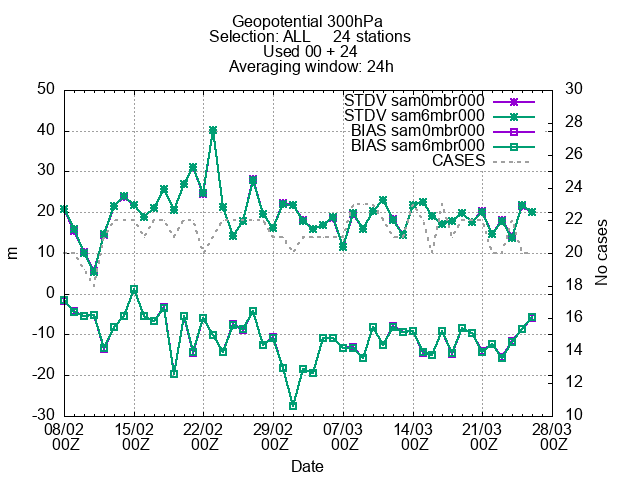 Geopotential 300hPa
Selection: ALL 24 stations
Used 00 + 24
Averaging window: 24h
STDV sam0mbr000
STDV sam6mbr000
BIAS sam0mbr000
BIAS sam6mbr000
CASES
50
40
30
20
10
0
-10
-20
-30
m
30
28
26
24
22
20
18
16
14
12
10
No cases
08/02 15/02 22/02 29/02 07/03 14/03 21/03 28/03
00Z 00Z 00Z 00Z 00Z 00Z 00Z 00Z
Date